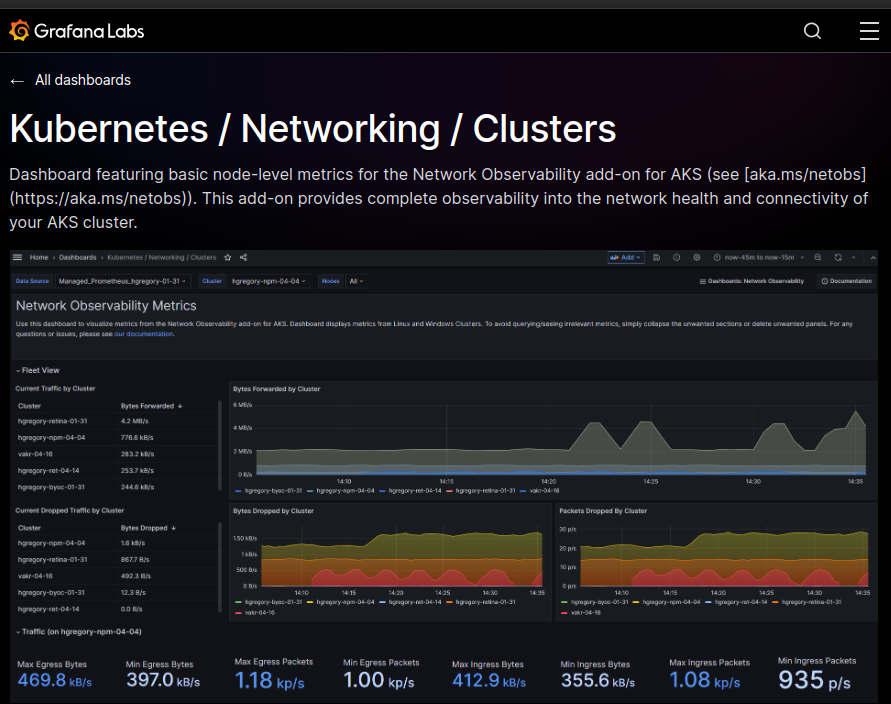 Grafana Labs
← All dashboards
Kubernetes / Networking / Clusters
Dashboard featuring basic node-level metrics for the Network Observability add-on for AKS (see [aka.ms/netobs]
(https://aka.ms/netobs)). This add-on provides complete observability into the network health and connectivity of
your AKS cluster.
Home › Dashboards › Kubernetes / Networking / Clusters Add now-45m to now-15m
Data Source Managed_Prometheus_hgregory-01-31 Cluster hgregory-npm-04-04 Nodes All Dashboards: Network Observability Documentation
Network Observability Metrics
Use this dashboard to visualize metrics from the Network Observability add-on for AKS. Dashboard displays metrics from Linux and Windows Clusters. To avoid querying/seeing irrelevant metrics, simply collapse the unwanted sections or delete unwanted panels. For any
questions or issues, please see our documentation.
Fleet View
Current Traffic by Cluster
Cluster Bytes Forwarded ↓
hgregory-retina-01-31 4.2 MB/s
hgregory-npm-04-04 776.6 kB/s
vakr-04-16 283.2 kB/s
hgregory-ret-04-14 253.7 kB/s
hgregory-byoc-01-31 244.6 kB/s
Bytes Forwarded by Cluster
6 MB/s
4 MB/s
2 MB/s
0 B/s
14:10 14:15 14:20 14:25 14:30 14:35
hgregory-byoc-01-31 hgregory-npm-04-04 hgregory-ret-04-14 hgregory-retina-01-31 vakr-04-16
Current Dropped Traffic by Cluster
Cluster Bytes Dropped ↓
hgregory-npm-04-04 1.6 kB/s
hgregory-retina-01-31 867.7 B/s
vakr-04-16 492.3 B/s
hgregory-byoc-01-31 12.3 B/s
hgregory-ret-04-14 0.0 B/s
Bytes Dropped by Cluster
1.50 kB/s
1 kB/s
500 B/s
0 B/s
14:10 14:15 14:20 14:25 14:30 14:35
hgregory-byoc-01-31 hgregory-npm-04-04 hgregory-ret-04-14 hgregory-retina-01-31
vakr-04-16
Packets Dropped By Cluster
30 p/s
20 p/s
10 p/s
0 p/s
14:10 14:15 14:20 14:25 14:30 14:35
hgregory-byoc-01-31 hgregory-npm-04-04 hgregory-ret-04-14 hgregory-retina-01-31
vakr-04-16
Traffic (on hgregory-npm-04-04)
Max Egress Bytes Min Egress Bytes Max Egress Packets Min Egress Packets Max Ingress Bytes Min Ingress Bytes Max Ingress Packets Min Ingress Packets
469.8 kB/s 397.0 kB/s 1.18 kp/s 1.00 kp/s 412.9 kB/s 355.6 kB/s 1.08 kp/s 935 p/s